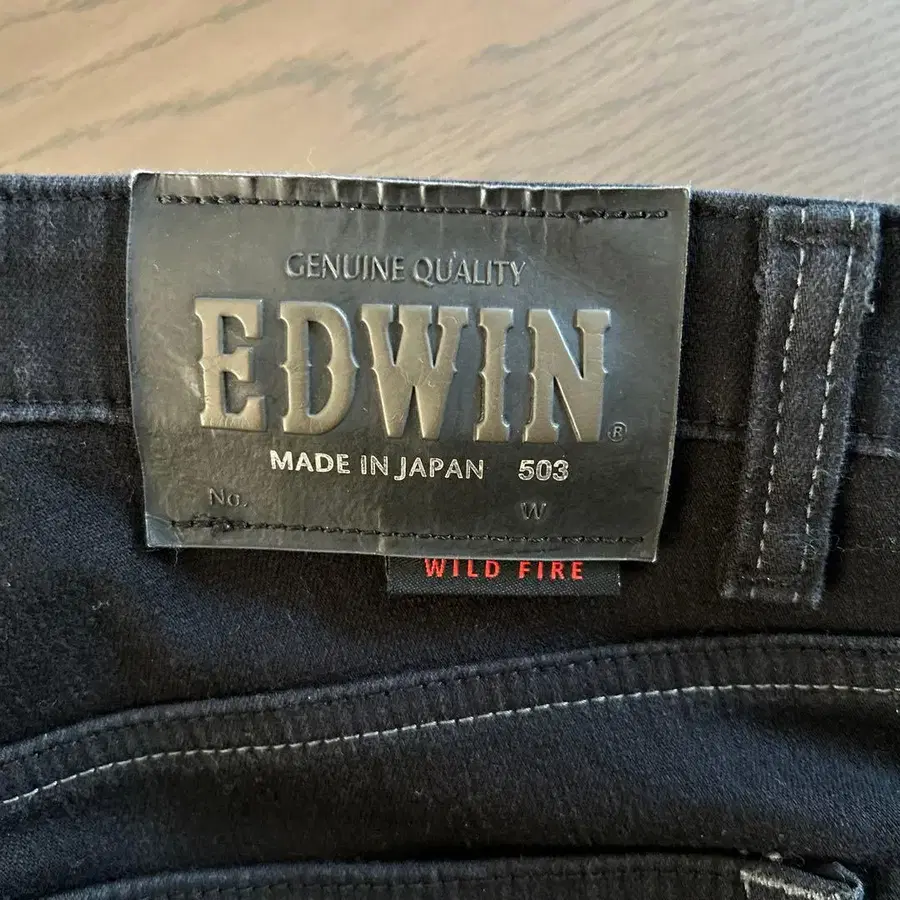 GENUINE QUALITY
EDWIN®
MADE IN JAPAN 503
No. W
WILD FIRE